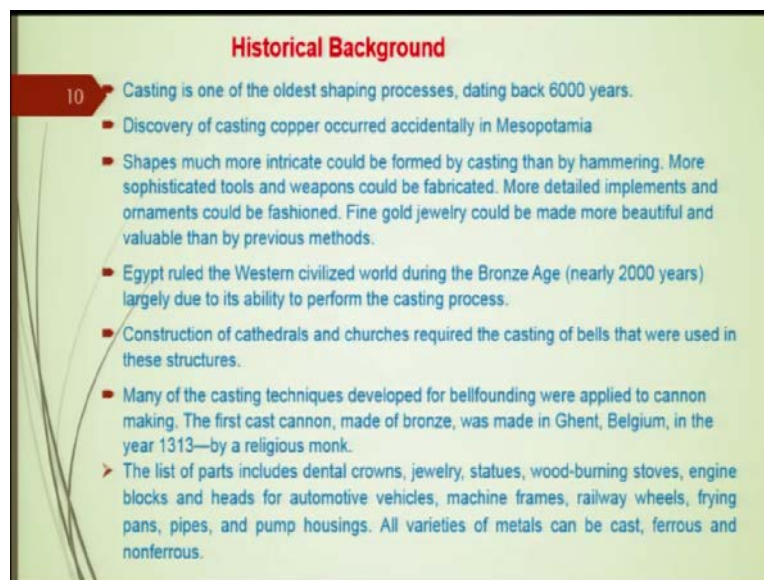 Historical Background
10
Casting is one of the oldest shaping processes, dating back 6000 years.
Discovery of casting copper occurred accidentally in Mesopotamia
Shapes much more intricate could be formed by casting than by hammering. More
sophisticated tools and weapons could be fabricated. More detailed implements and
ornaments could be fashioned. Fine gold jewelry could be made more beautiful and
valuable than by previous methods.
Egypt ruled the Western civilized world during the Bronze Age (nearly 2000 years)
largely due to its ability to perform the casting process.
Construction of cathedrals and churches required the casting of bells that were used in
these structures.
Many of the casting techniques developed for bellfounding were applied to cannon
making. The first cast cannon, made of bronze, was made in Ghent, Belgium, in the
year 1313—by a religious monk.
The list of parts includes dental crowns, jewelry, statues, wood-burning stoves, engine
blocks and heads for automotive vehicles, machine frames, railway wheels, frying
pans, pipes, and pump housings. All varieties of metals can be cast, ferrous and
nonferrous.